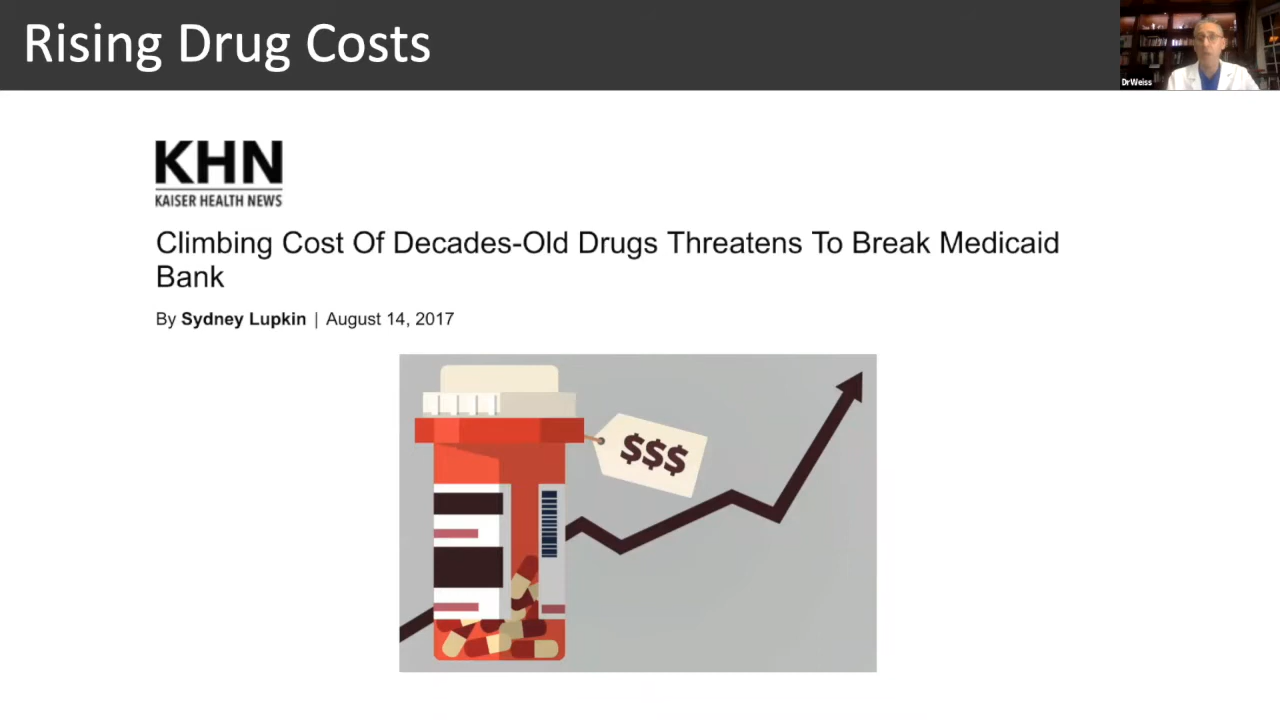 Rising Drug Costs
DrWeiss
KHN
KAISER HEALTH NEWS
Climbing Cost Of Decades-Old Drugs Threatens To Break Medicaid
Bank
By Sydney Lupkin | August 14, 2017
$$$